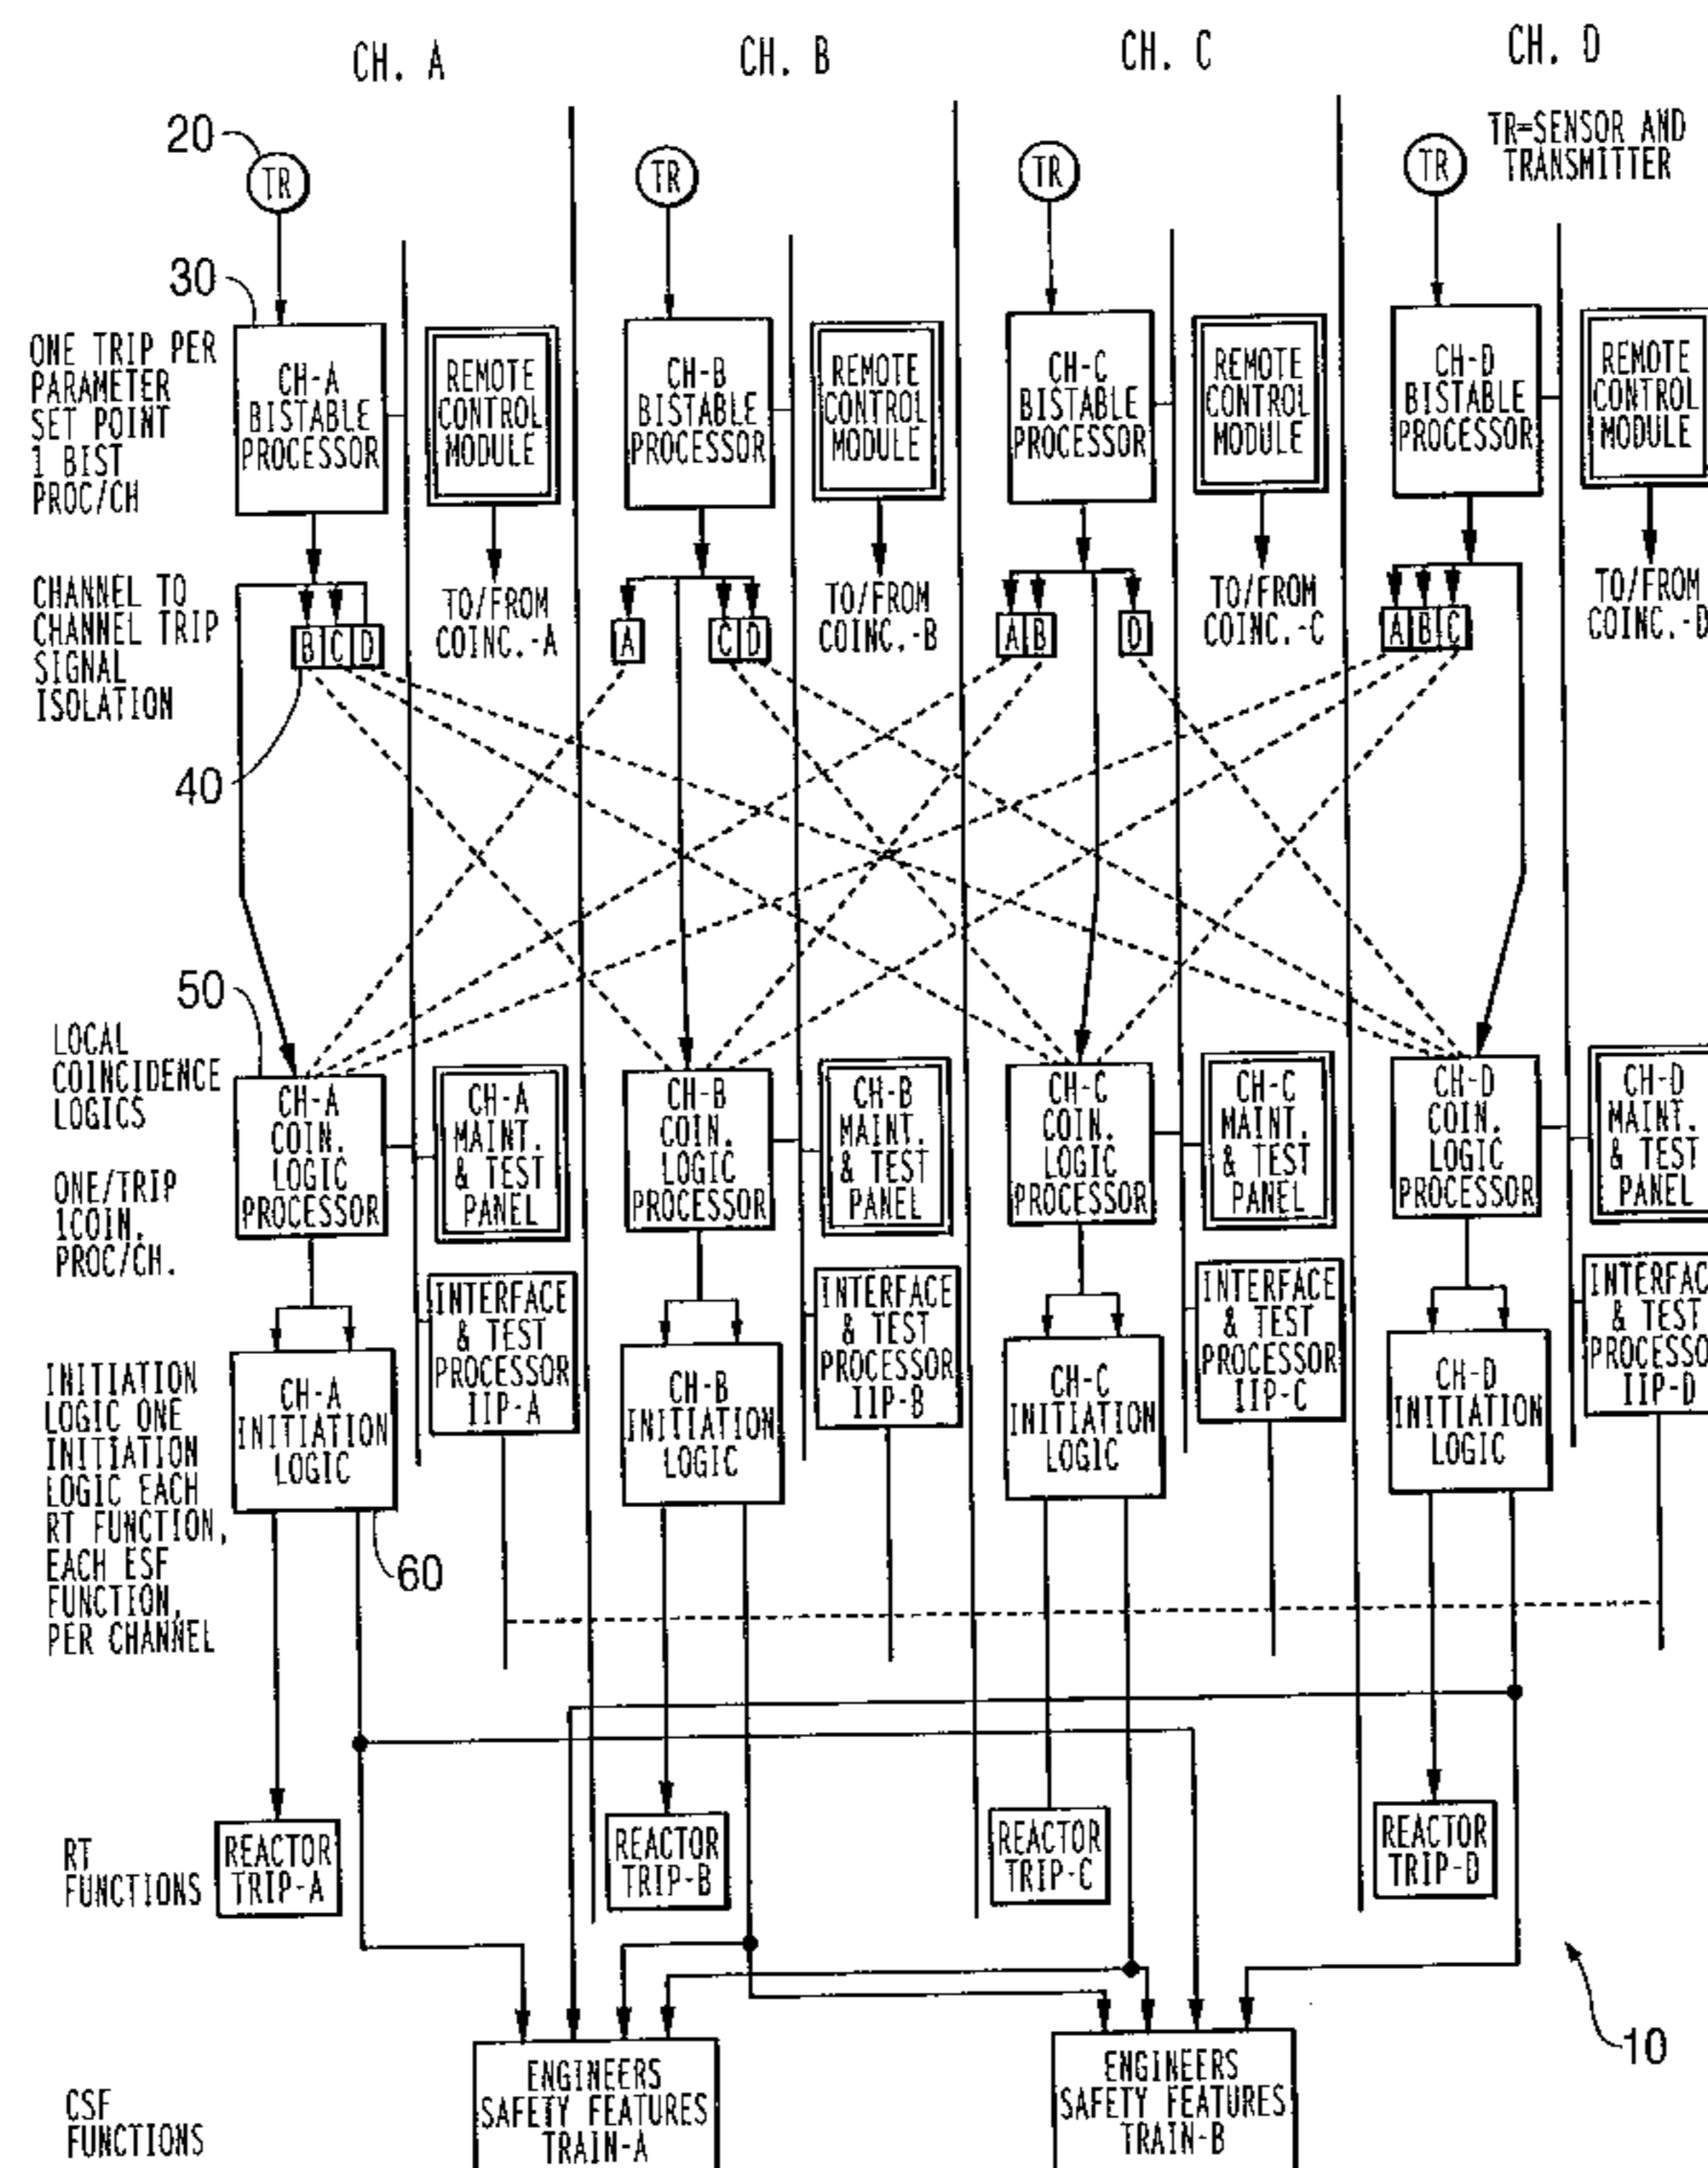 CH. A
CH. B
CH. C
CH. D
TR=SENSOR AND
TRANSMITTER
20
TR
TR
TR
TR
30
ONE TRIP PER
PARAMETER
SET POINT
1 BIST
PROC/CH
CH-A
BISTABLE
PROCESSOR
REMOTE
CONTROL
MODULE
CH-B
BISTABLE
PROCESSOR
REMOTE
CONTROL
MODULE
CH-C
BISTABLE
PROCESSOR
REMOTE
CONTROL
MODULE
CH-D
BISTABLE
PROCESSOR
REMOTE
CONTROL
MODULE
CHANNEL TO
CHANNEL TRIP
SIGNAL
ISOLATION
B C D
TO/FROM
COINC.-A
A
C D
TO/FROM
COINC.-B
A B
D
TO/FROM
COINC.-C
A B C
TO/FROM
COINC.-D
40
50
LOCAL
COINCIDENCE
LOGICS
ONE/TRIP
1COIN.
PROC/CH.
CH-A
COIN.
LOGIC
PROCESSOR
CH-A
MAINT.
& TEST
PANEL
CH-B
COIN.
LOGIC
PROCESSOR
CH-B
MAINT.
& TEST
PANEL
CH-C
COIN.
LOGIC
PROCESSOR
CH-C
MAINT.
& TEST
PANEL
CH-D
COIN.
LOGIC
PROCESSOR
CH-D
MAINT.
& TEST
PANEL
INTERFACE
& TEST
PROCESSOR
IIP-A
INTERFACE
& TEST
PROCESSOR
IIP-B
INTERFACE
& TEST
PROCESSOR
IIP-C
INTERFAC
& TEST
PROCESSO
IIP-D
INITIATION
LOGIC ONE
INITIATION
LOGIC EACH
RT FUNCTION,
EACH ESF
FUNCTION,
PER CHANNEL
CH-A
INITIATION
LOGIC
CH-B
INITIATION
LOGIC
CH-C
INITIATION
LOGIC
CH-D
INITIATION
LOGIC
60
RT
FUNCTIONS
REACTOR
TRIP-A
REACTOR
TRIP-B
REACTOR
TRIP-C
REACTOR
TRIP-D
10
CSF
FUNCTIONS
ENGINEERS
SAFETY FEATURES
TRAIN-A
ENGINEERS
SAFETY FEATURES
TRAIN-B